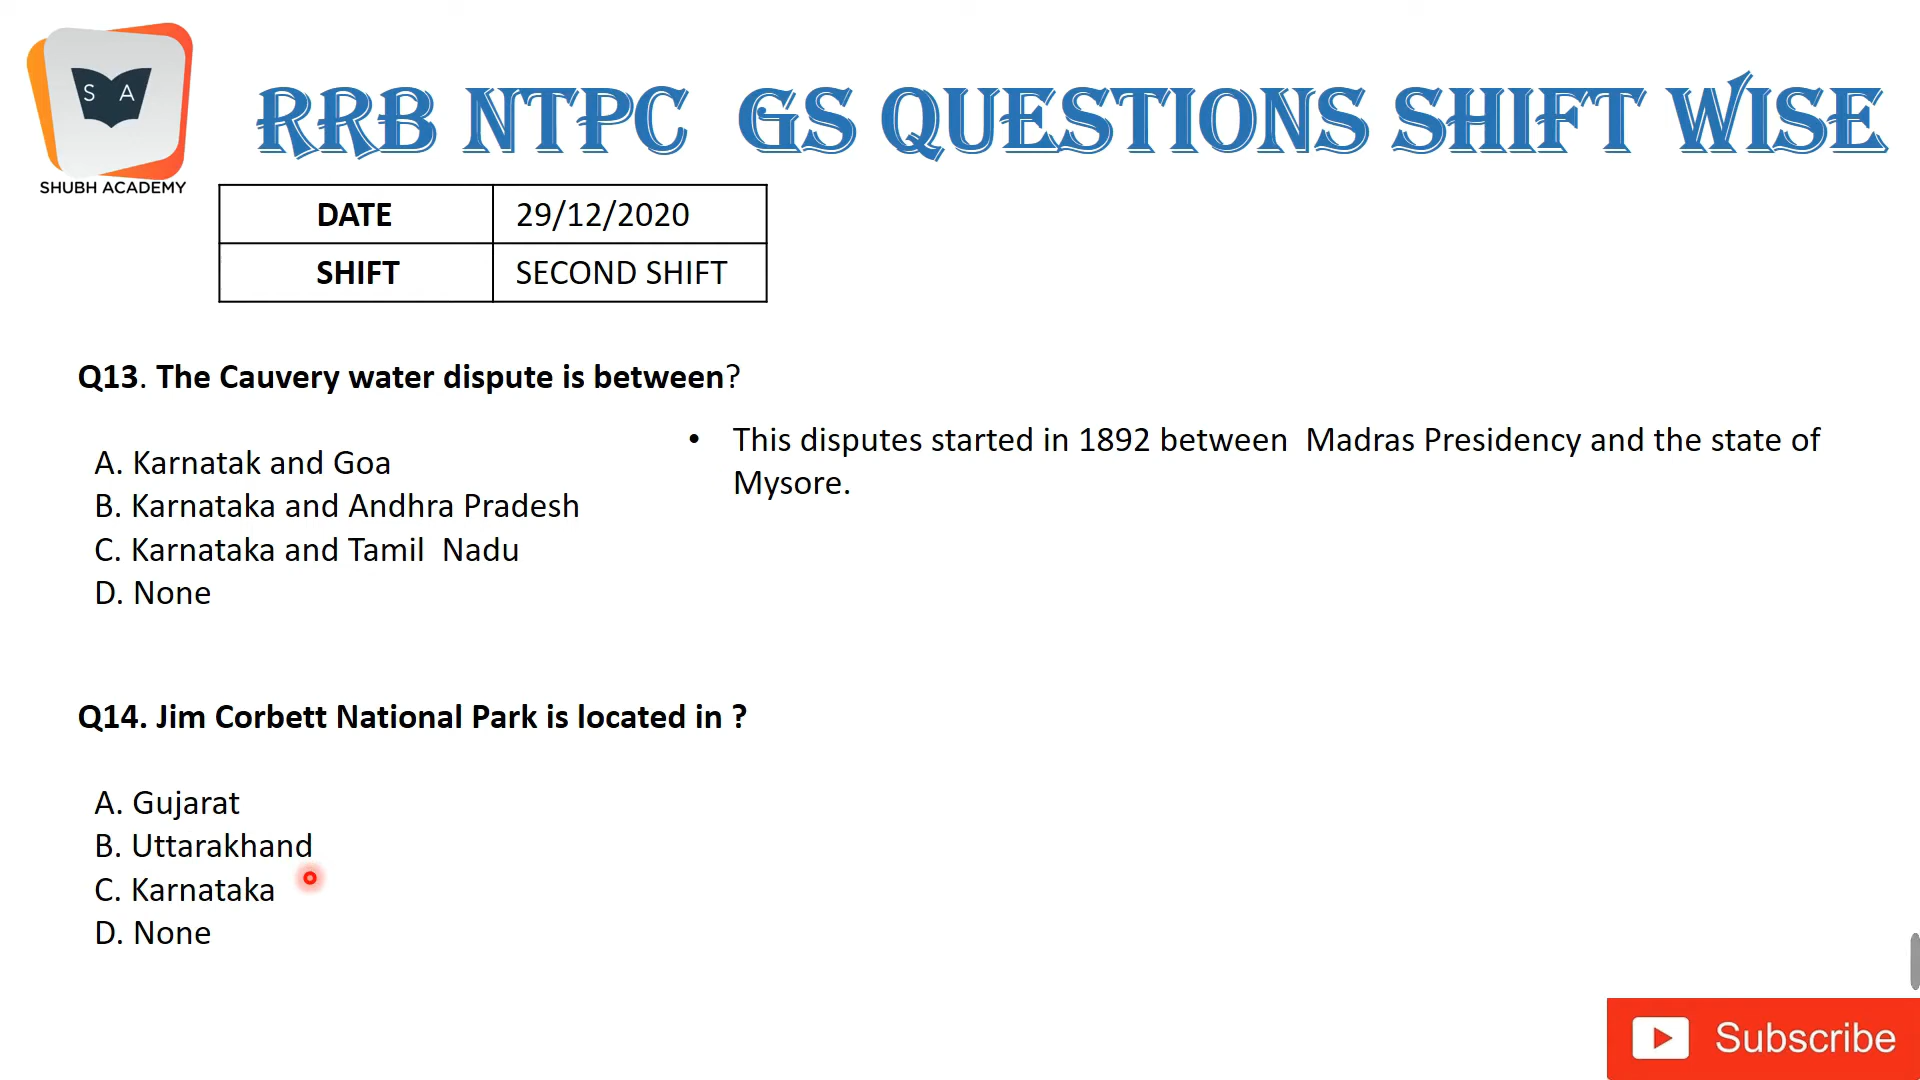 S A
SHUBH ACADEMY
RRB NTPC GS QUESTIONS SHIFT WISE
DATE 29/12/2020
SHIFT SECOND SHIFT
Q13. The Cauvery water dispute is between?
A. Karnatak and Goa
B. Karnataka and Andhra Pradesh
C. Karnataka and Tamil Nadu
D. None
• This disputes started in 1892 between Madras Presidency and the state of
Mysore.
Q14. Jim Corbett National Park is located in ?
A. Gujarat
B. Uttarakhand
C. Karnataka
D. None
Subscribe